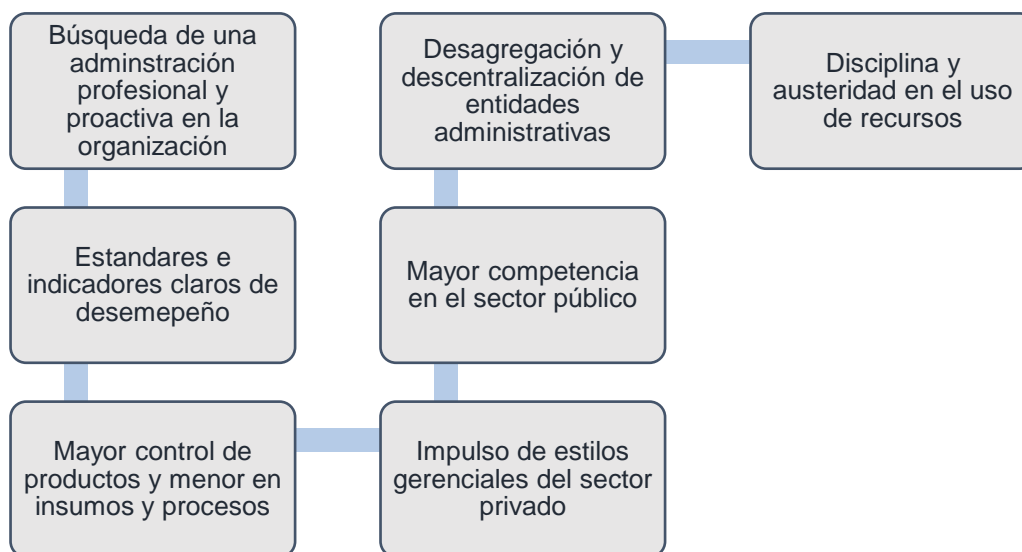 Búsqueda de una
adminstración
profesional y
proactiva en la
organización
Estandares e
indicadores claros de
desemepeño
Mayor control de
productos y menor en
insumos y procesos
Impulso de estilos
gerenciales del sector
privado
Mayor competencia
en el sector público
Desagregación y
descentralización de
entidades
administrativas
Disciplina y
austeridad en el uso
de recursos